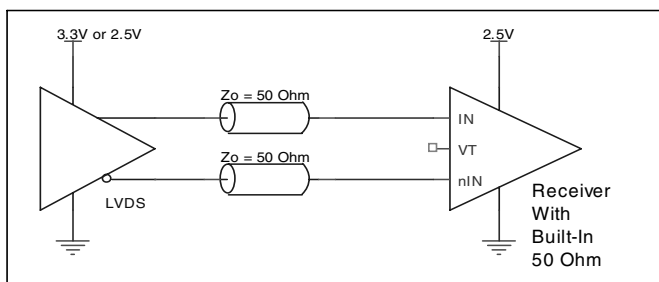 3.3V or 2.5V
2.5V
Zo = 50 Ohm
IN
VT
Zo = 50 Ohm
nIN
LVDS
Receiver
With
Built-In
50 Ohm